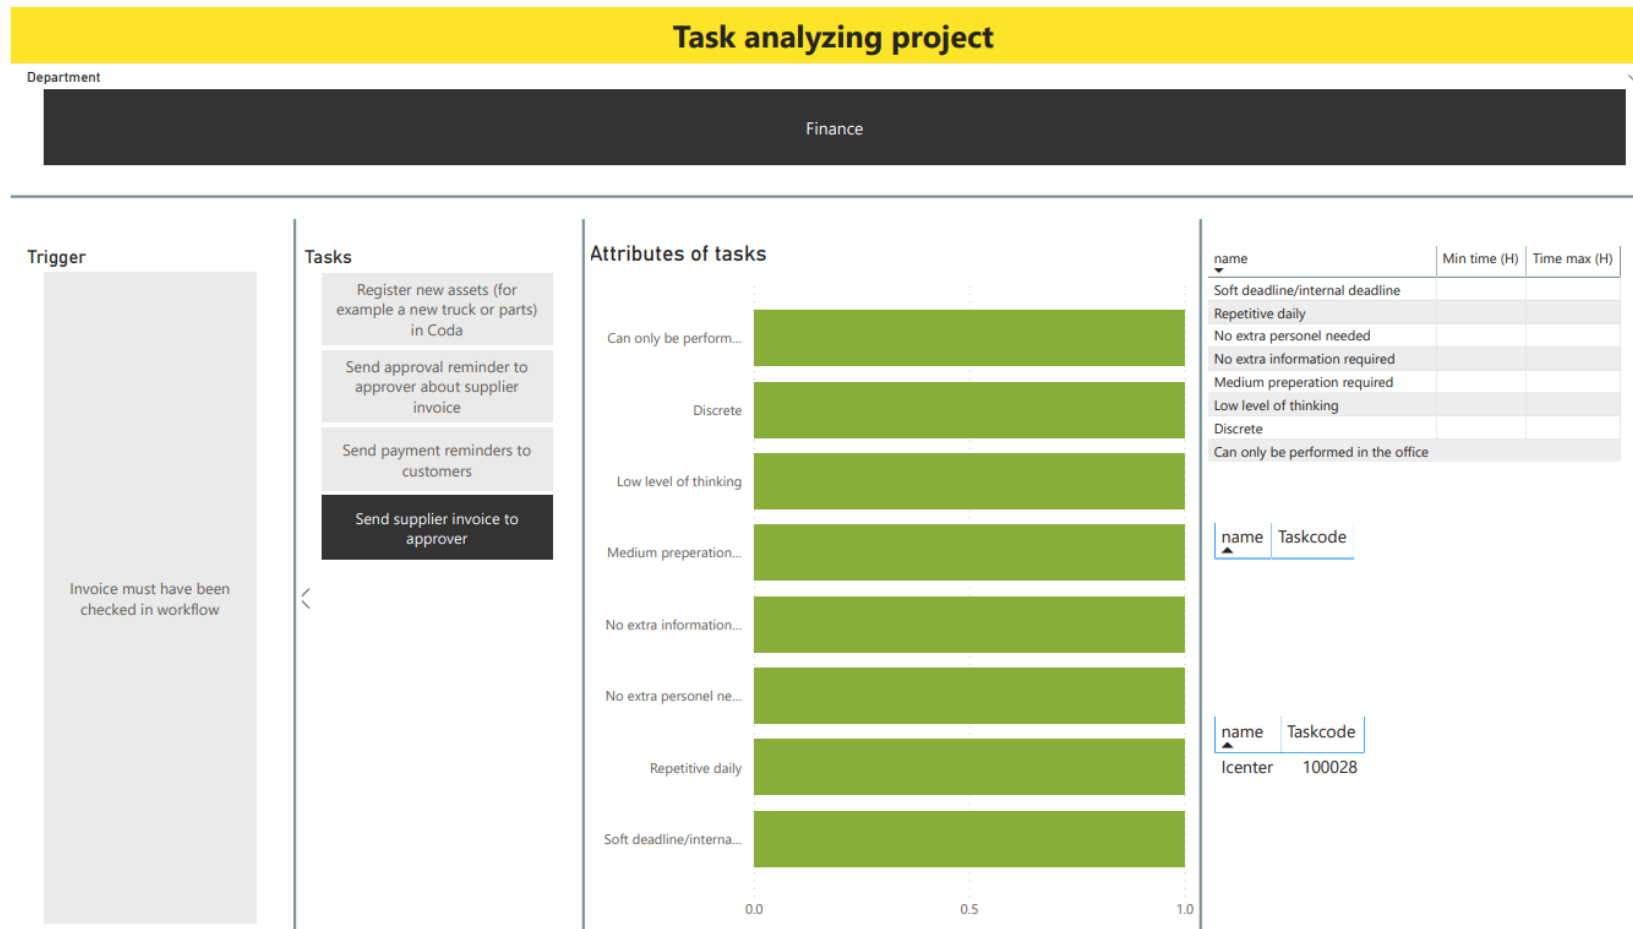 Task analyzing project
Department
Finance
Trigger
Invoice must have been
checked in workflow
Tasks
Register new assets (for
example a new truck or parts)
in Coda
Send approval reminder to
approver about supplier
invoice
Send payment reminders to
customers
Send supplier invoice to
approver
Attributes of tasks
Can only be perform...
Discrete
Low level of thinking
Medium preperation...
No extra information...
No extra personel ne...
Repetitive daily
Soft deadline/interna...
0.0 0.5 1.0
name Min time (H) Time max (H)
Soft deadline/internal deadline
Repetitive daily
No extra personel needed
No extra information required
Medium preperation required
Low level of thinking
Discrete
Can only be performed in the office
name Taskcode
name Taskcode
Icenter 100028